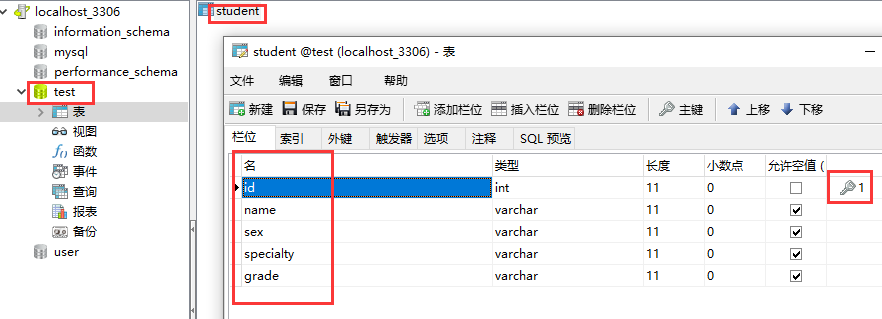 localhost_3306
information_schema
mysql
performance_schema
test
表
视图
函数
事件
查询
报表
备份
user
student
student @test (localhost_3306) - 表
文件 编辑 窗口 帮助
新建 保存 另存为 添加栏位 插入栏位 删除栏位 主键 上移 下移
栏位 索引 外键 触发器 选项 注释 SQL 预览
名 类型 长度 小数点 允许空值 (
id int 11 0 1
name varchar 11 0
sex varchar 11 0
specialty varchar 11 0
grade varchar 11 0